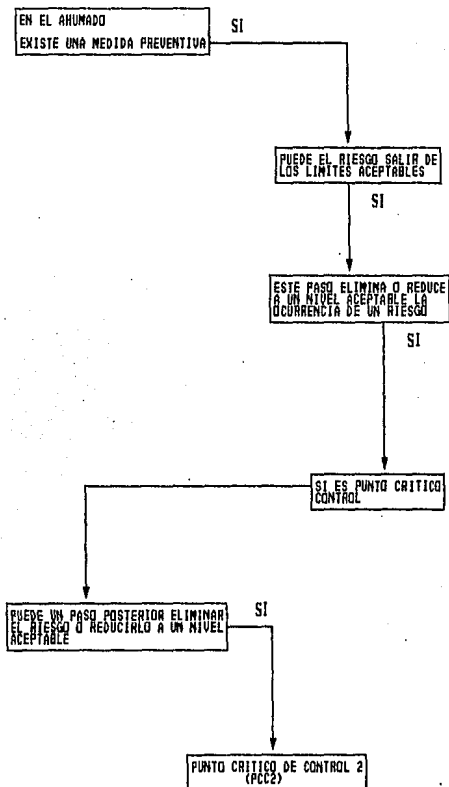 EN EL AHUMADO
EXISTE UNA MEDIDA PREVENTIVA
SI
PUEDE EL RIESGO SALIR DE
LOS LIMITES ACEPTABLES
SI
ESTE PASO ELIMINA O REDUCE
A UN NIVEL ACEPTABLE LA
OCURRENCIA DE UN RIESGO
SI
SI ES PUNTO CRITICO
CONTROL
PUEDE UN PASO POSTERIOR ELIMINAR
EL RIESGO O REDUCIRLO A UN NIVEL
ACEPTABLE
SI
PUNTO CRITICO DE CONTROL 2
(PCC2)